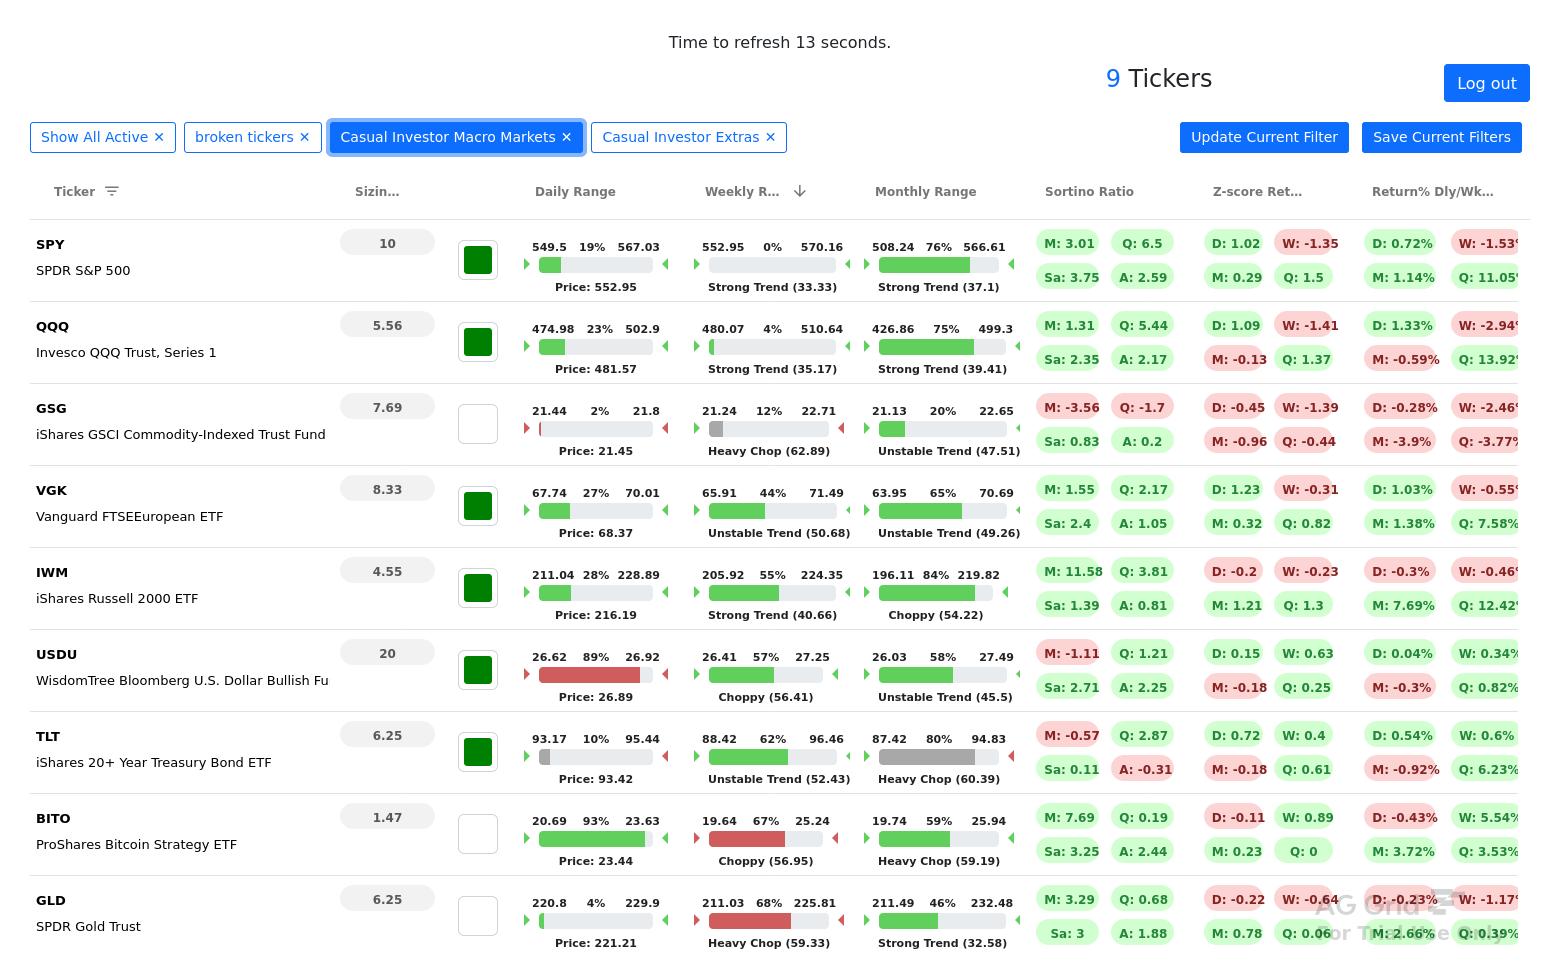 Time to refresh 13 seconds.
9 Tickers
Log out
Show All Active ✕ broken tickers ✕ Casual Investor Macro Markets ✕ Casual Investor Extras ✕ Update Current Filter Save Current Filters
Ticker Sizin… Daily Range Weekly R… Monthly Range Sortino Ratio Z-score Ret… Return% Dly/Wk…
SPY 10 549.5 19% 567.03 552.95 0% 570.16 508.24 76% 566.61 M: 3.01 Q: 6.5 D: 1.02 W: -1.35 D: 0.72% W: -1.53%
SPDR S&P 500 Price: 552.95 Strong Trend (33.33) Strong Trend (37.1) Sa: 3.75 A: 2.59 M: 0.29 Q: 1.5 M: 1.14% Q: 11.05%
QQQ 5.56 474.98 23% 502.9 480.07 4% 510.64 426.86 75% 499.3 M: 1.31 Q: 5.44 D: 1.09 W: -1.41 D: 1.33% W: -2.94%
Invesco QQQ Trust, Series 1 Price: 481.57 Strong Trend (35.17) Strong Trend (39.41) Sa: 2.35 A: 2.17 M: -0.13 Q: 1.37 M: -0.59% Q: 13.92%
GSG 7.69 21.44 2% 21.8 21.24 12% 22.71 21.13 20% 22.65 M: -3.56 Q: -1.7 D: -0.45 W: -1.39 D: -0.28% W: -2.46%
iShares GSCI Commodity-Indexed Trust Fund Price: 21.45 Heavy Chop (62.89) Unstable Trend (47.51) Sa: 0.83 A: 0.2 M: -0.96 Q: -0.44 M: -3.9% Q: -3.77%
VGK 8.33 67.74 27% 70.01 65.91 44% 71.49 63.95 65% 70.69 M: 1.55 Q: 2.17 D: 1.23 W: -0.31 D: 1.03% W: -0.55%
Vanguard FTSEEuropean ETF Price: 68.37 Unstable Trend (50.68) Unstable Trend (49.26) Sa: 2.4 A: 1.05 M: 0.32 Q: 0.82 M: 1.38% Q: 7.58%
IWM 4.55 211.04 28% 228.89 205.92 55% 224.35 196.11 84% 219.82 M: 11.58 Q: 3.81 D: -0.2 W: -0.23 D: -0.3% W: -0.46%
iShares Russell 2000 ETF Price: 216.19 Strong Trend (40.66) Choppy (54.22) Sa: 1.39 A: 0.81 M: 1.21 Q: 1.3 M: 7.69% Q: 12.42%
USDU 20 26.62 89% 26.92 26.41 57% 27.25 26.03 58% 27.49 M: -1.11 Q: 1.21 D: 0.15 W: 0.63 D: 0.04% W: 0.34%
WisdomTree Bloomberg U.S. Dollar Bullish Fu Price: 26.89 Choppy (56.41) Unstable Trend (45.5) Sa: 2.71 A: 2.25 M: -0.18 Q: 0.25 M: -0.3% Q: 0.82%
TLT 6.25 93.17 10% 95.44 88.42 62% 96.46 87.42 80% 94.83 M: -0.57 Q: 2.87 D: 0.72 W: 0.4 D: 0.54% W: 0.6%
iShares 20+ Year Treasury Bond ETF Price: 93.42 Unstable Trend (52.43) Heavy Chop (60.39) Sa: 0.11 A: -0.31 M: -0.18 Q: 0.61 M: -0.92% Q: 6.23%
BITO 1.47 20.69 93% 23.63 19.64 67% 25.24 19.74 59% 25.94 M: 7.69 Q: 0.19 D: -0.11 W: 0.89 D: -0.43% W: 5.54%
ProShares Bitcoin Strategy ETF Price: 23.44 Choppy (56.95) Heavy Chop (59.19) Sa: 3.25 A: 2.44 M: 0.23 Q: 0 M: 3.72% Q: 3.53%
GLD 6.25 220.8 4% 229.9 211.03 68% 225.81 211.49 46% 232.48 M: 3.29 Q: 0.68 D: -0.22 W: -0.64 D: -0.23% W: -1.17%
SPDR Gold Trust Price: 221.21 Heavy Chop (59.33) Strong Trend (32.58) Sa: 3 A: 1.88 M: 0.78 Q: 0.06 M: 2.66% Q: 0.39%
AG Grid
For Trial Use Only